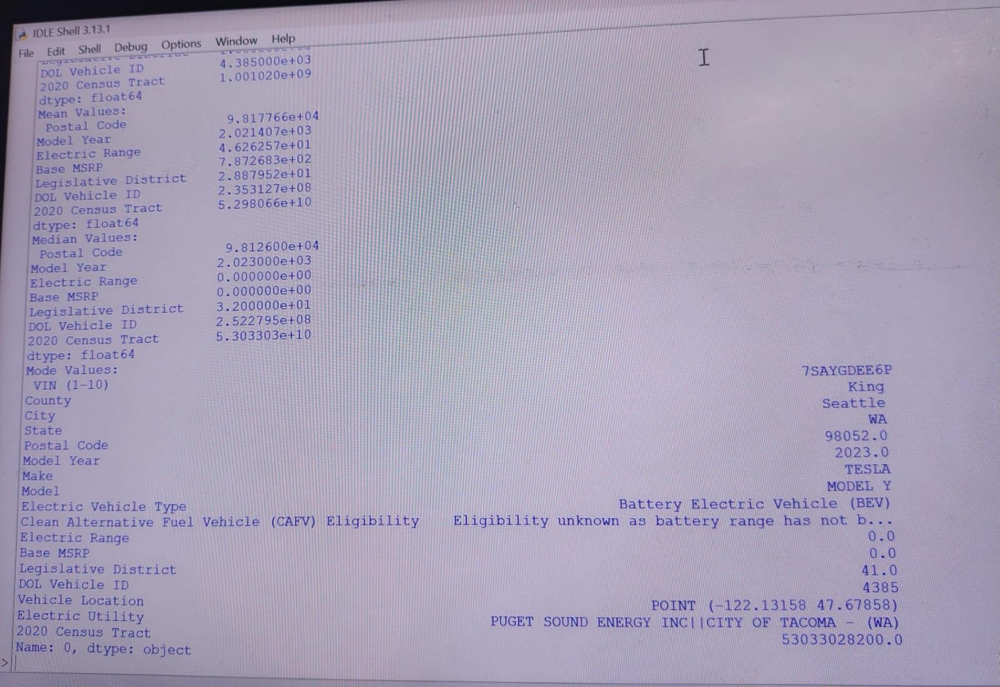 IDLE Shell 3.13.1
File Edit Shell Debug Options Window Help
Legislative District
DOL Vehicle ID 4.385000e+03
2020 Census Tract 1.001020e+09
dtype: float64
Mean Values:
Postal Code 9.817766e+04
Model Year 2.021407e+03
Electric Range 4.626257e+01
Base MSRP 7.872683e+02
Legislative District 2.887952e+01
DOL Vehicle ID 2.353127e+08
2020 Census Tract 5.298066e+10
dtype: float64
Median Values:
Postal Code 9.812600e+04
Model Year 2.023000e+03
Electric Range 0.000000e+00
Base MSRP 0.000000e+00
Legislative District 3.200000e+01
DOL Vehicle ID 2.522795e+08
2020 Census Tract 5.303303e+10
dtype: float64
Mode Values:
VIN (1-10) 7SAYGDEE6P
County King
City Seattle
State WA
Postal Code 98052.0
Model Year 2023.0
Make TESLA
Model MODEL Y
Electric Vehicle Type Battery Electric Vehicle (BEV)
Clean Alternative Fuel Vehicle (CAFV) Eligibility Eligibility unknown as battery range has not b...
Electric Range 0.0
Base MSRP 0.0
Legislative District 41.0
DOL Vehicle ID 4385
Vehicle Location POINT (-122.13158 47.67858)
Electric Utility PUGET SOUND ENERGY INC||CITY OF TACOMA - (WA)
2020 Census Tract 53033028200.0
Name: 0, dtype: object
>